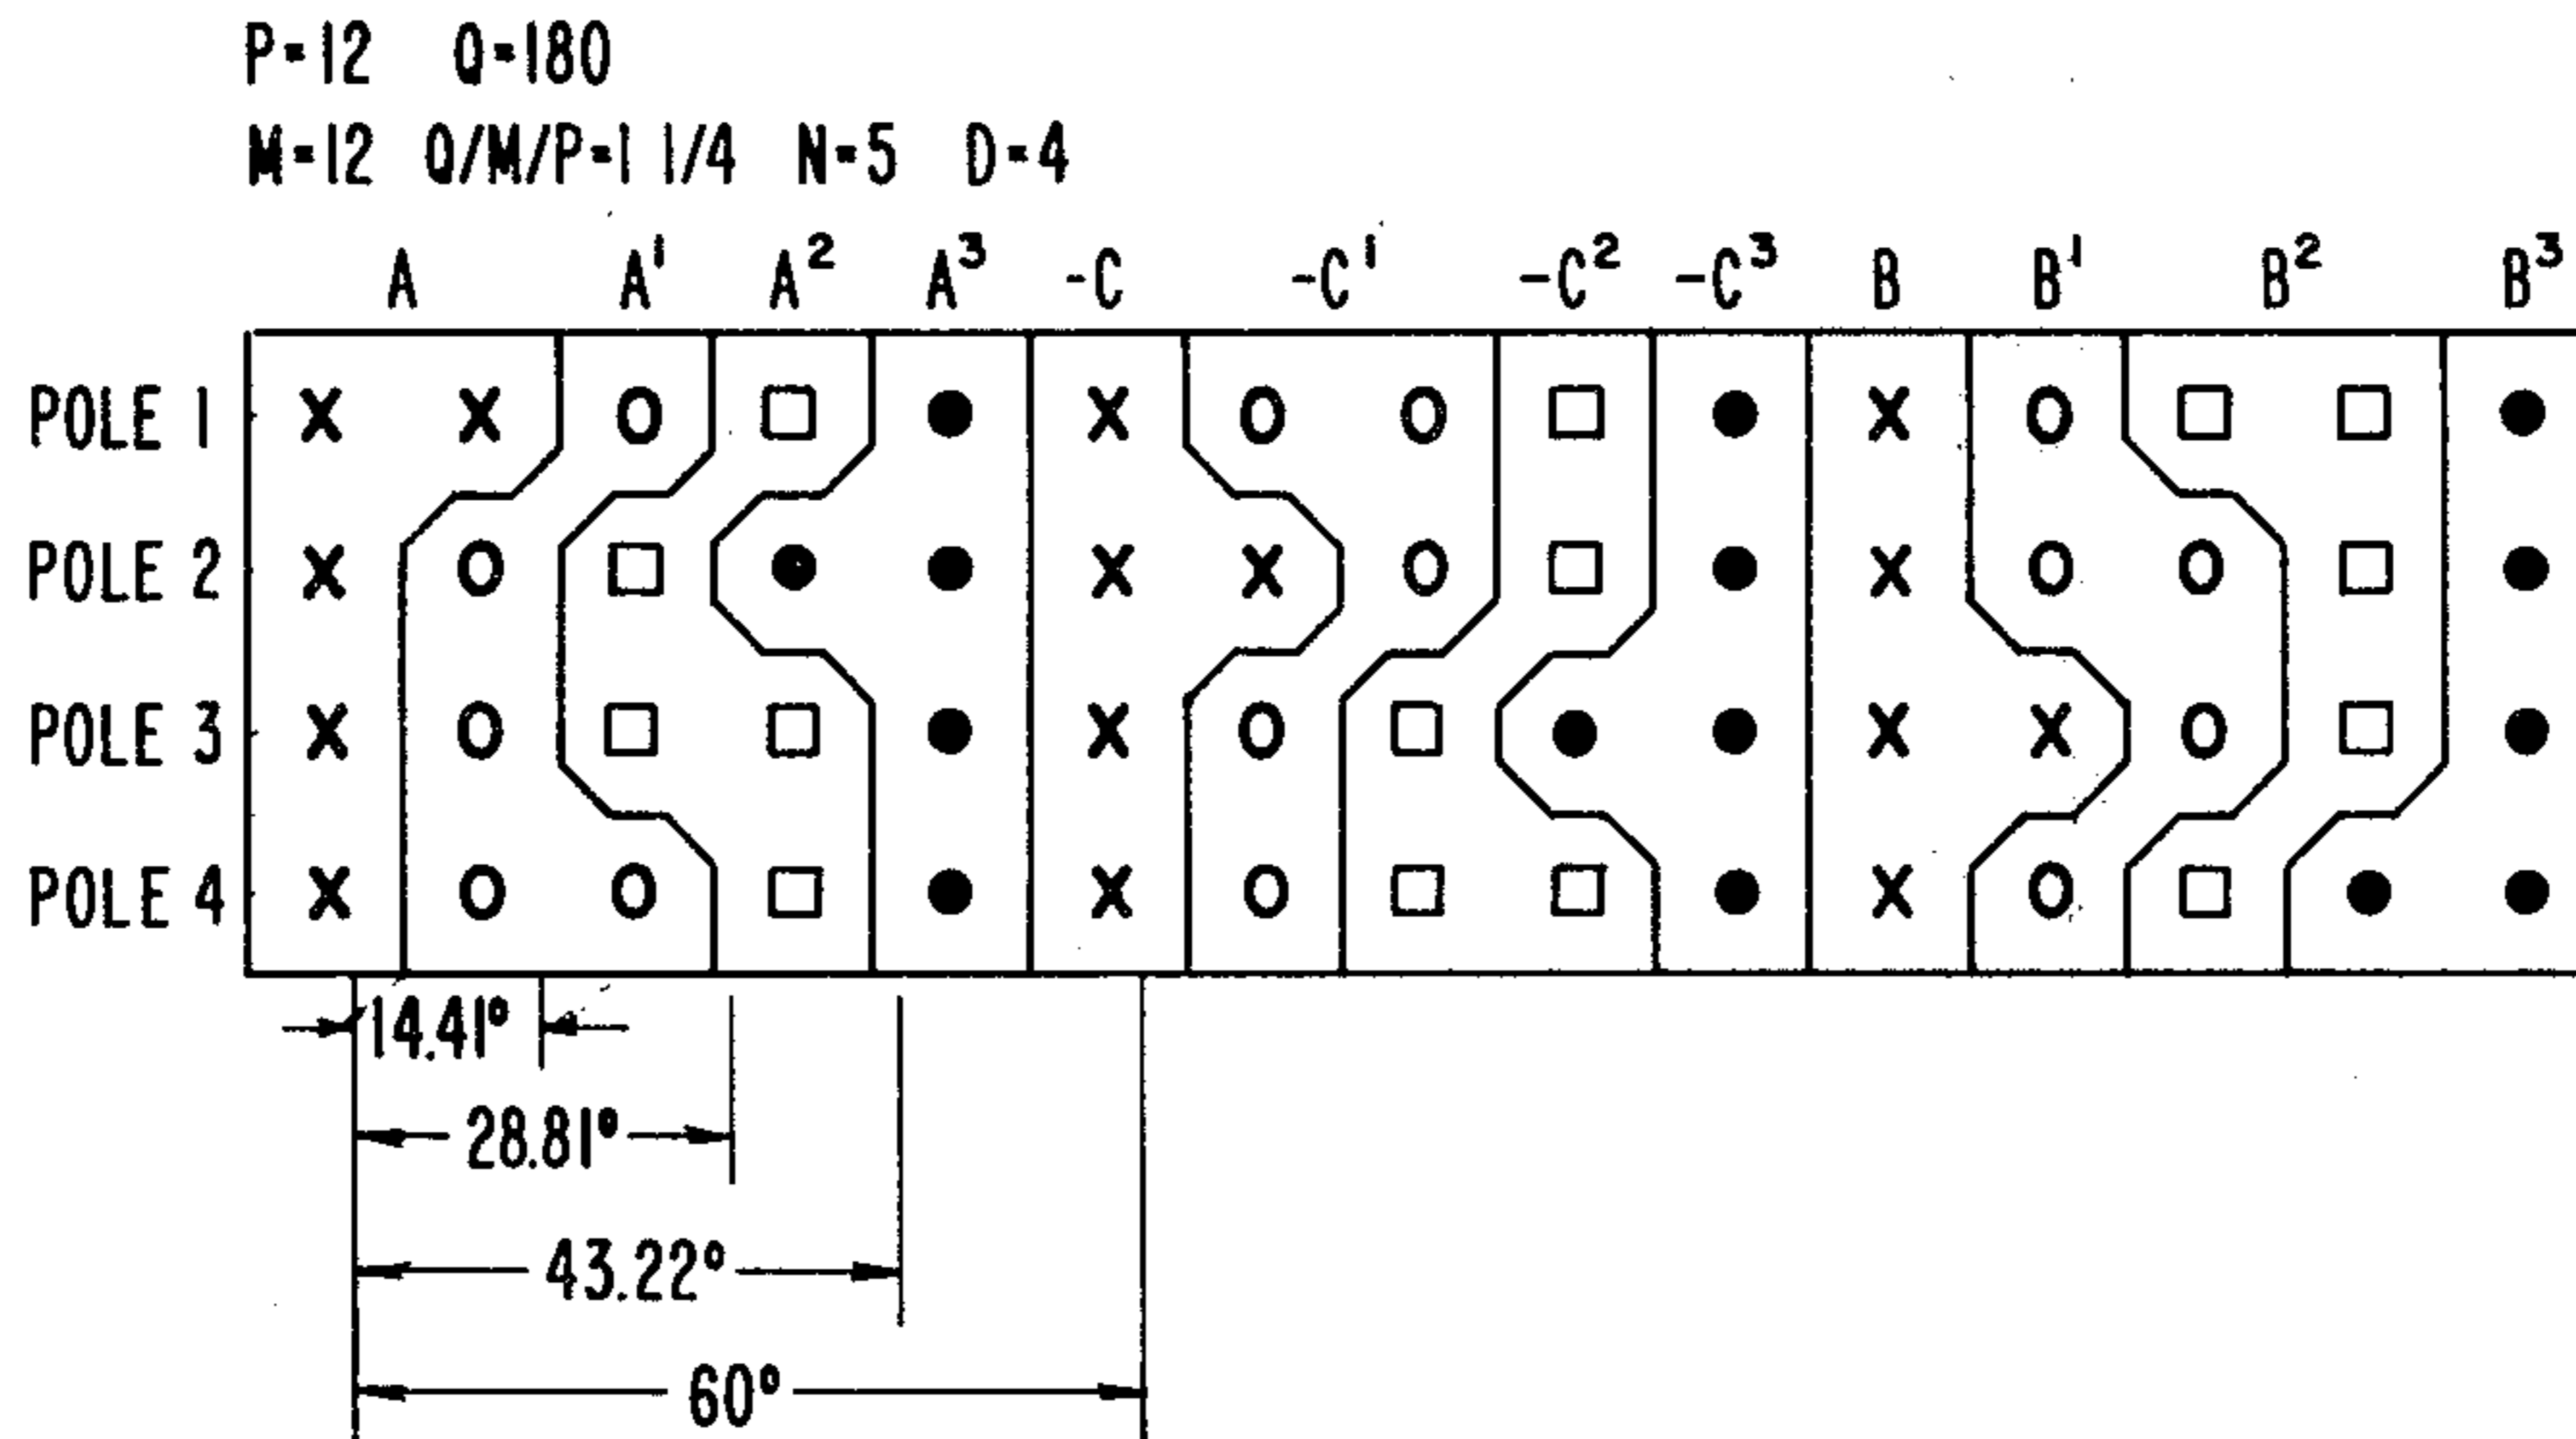 P=12 Q=180
M=12 Q/M/P=1 1/4 N=5 D=4
A A¹ A² A³ -C -C¹ -C² -C³ B B¹ B² B³
POLE 1 X X O □ ● X O O □ ● X O □ □ ●
POLE 2 X O □ ● ● X X O □ ● X O O □ ●
POLE 3 X O □ □ ● X O □ ● ● X X O □ ●
POLE 4 X O O □ ● X O □ □ ● X O □ ● ●
14.41°
28.81°
43.22°
60°